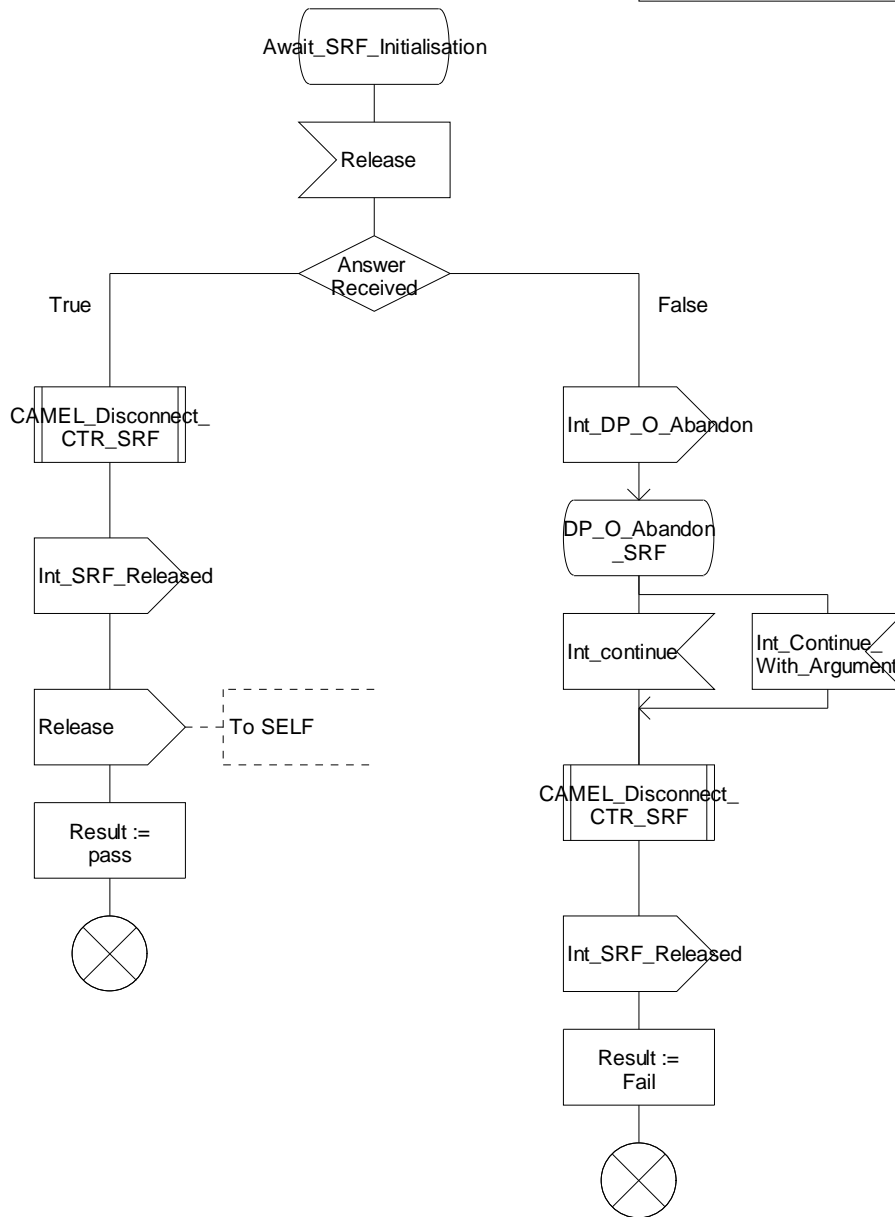 Await_SRF_Initialisation
Release
Answer
Received
True
False
CAMEL_Disconnect_
CTR_SRF
Int_DP_O_Abandon
DP_O_Abandon
_SRF
Int_SRF_Released
Int_continue
Int_Continue_
With_Argument
Release
To SELF
CAMEL_Disconnect_
CTR_SRF
Result :=
pass
Int_SRF_Released
Result :=
Fail